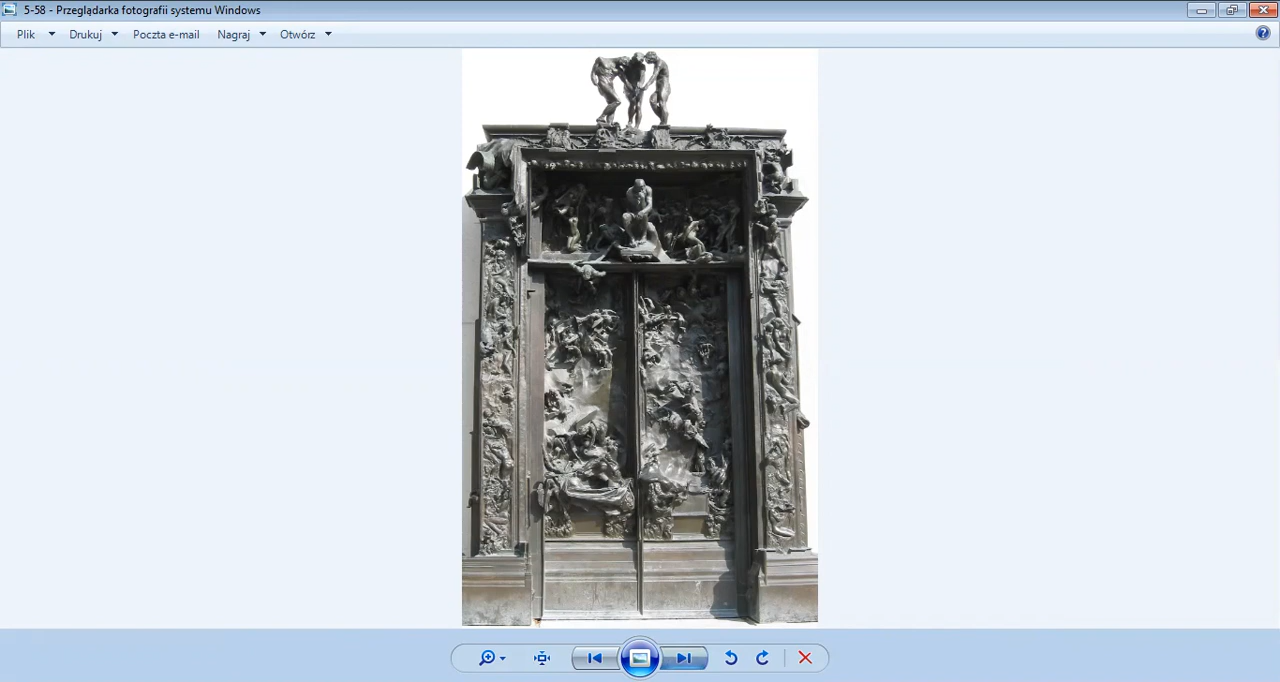 5-58 - Przeglądarka fotografii systemu Windows
Plik Drukuj Poczta e-mail Nagraj Otwórz